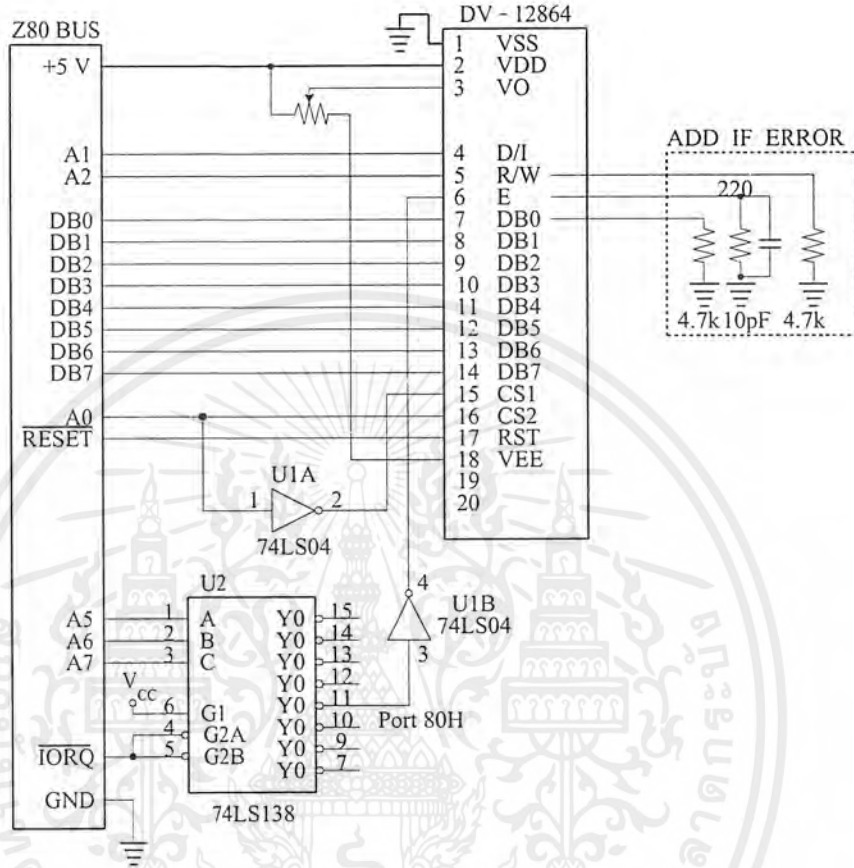 DV - 12864
Z80 BUS
+5 V
1 VSS
2 VDD
3 VO
ADD IF ERROR
A1
4 D/I
A2
5 R/W
6 E
220
DB0
7 DB0
DB1
8 DB1
DB2
9 DB2
DB3
10 DB3
DB4
11 DB4
DB5
12 DB5
DB6
13 DB6
DB7
14 DB7
4.7k 10pF 4.7k
15 CS1
A0
16 CS2
RESET
17 RST
18 VEE
19
20
U1A
1 2
74LS04
U2
4
U1B
74LS04
3
A5 1 A Y0 15
A6 2 B Y0 14
A7 3 C Y0 13
VCC
Y0 12
6 G1 Y0 11
Port 80H
4 G2A Y0 10
IORQ 5 G2B Y0 9
Y0 7
GND
74LS138